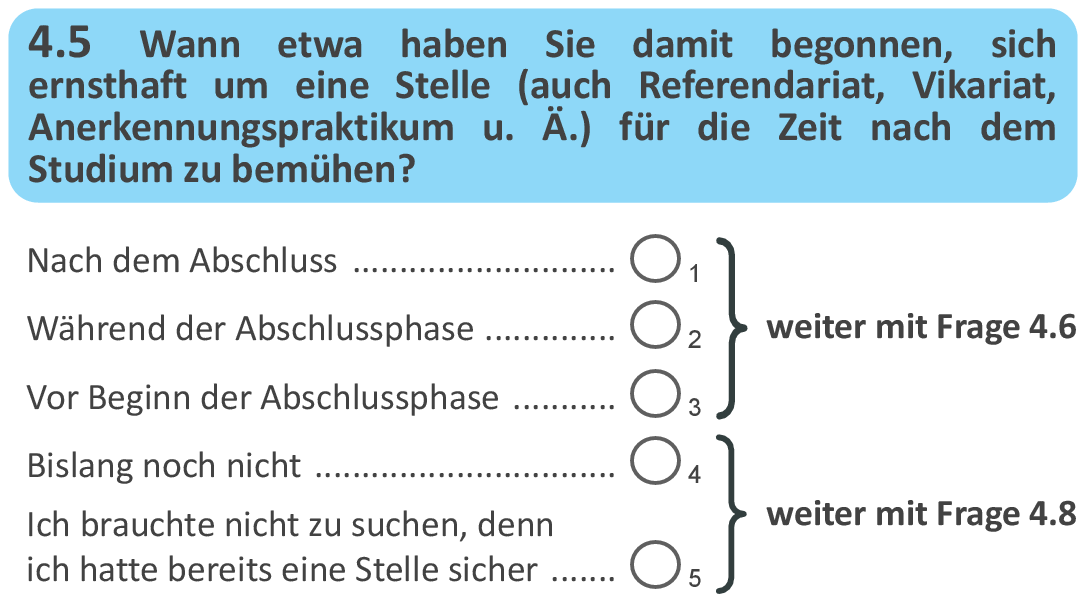 4.5 Wann etwa haben Sie damit begonnen, sich
ernsthaft um eine Stelle (auch Referendariat, Vikariat,
Anerkennungspraktikum u. Ä.) für die Zeit nach dem
Studium zu bemühen?
Nach dem Abschluss ............................ 1
Während der Abschlussphase .............. 2
weiter mit Frage 4.6
Vor Beginn der Abschlussphase ........... 3
Bislang noch nicht ................................ 4
weiter mit Frage 4.8
Ich brauchte nicht zu suchen, denn
ich hatte bereits eine Stelle sicher ....... 5